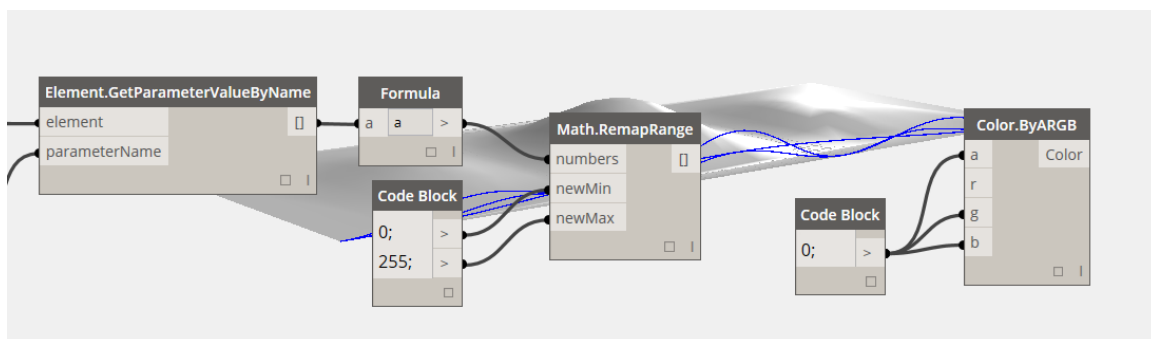 Element.GetParameterValueByName
element []
parameterName
I
Formula
a a >
I
Code Block
0; >
255; >
Math.RemapRange
numbers []
newMin
newMax
I
Code Block
0; >
Color.ByARGB
a Color
r
g
b
I